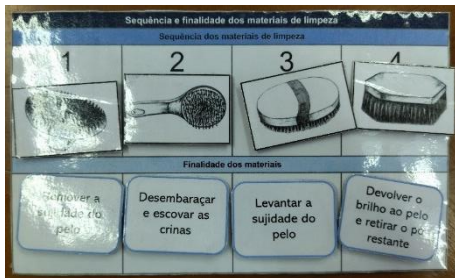 Sequência e finalidade dos materiais de limpeza
Sequência dos materiais de limpeza
1 2 3 4
Finalidade dos materiais
Remover a
sujidade do
pelo
Desembaraçar
e escovar as
crinas
Levantar a
sujidade do
pelo
Devolver o
brilho ao pelo
e retirar o pó
restante